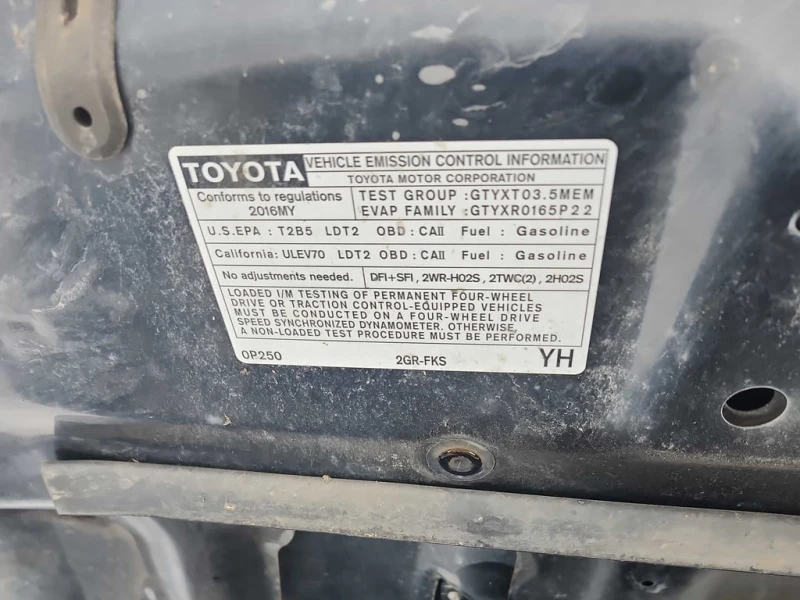 TOYOTA VEHICLE EMISSION CONTROL INFORMATION
TOYOTA MOTOR CORPORATION
Conforms to regulations
2016MY
TEST GROUP :GTYXT03.5MEM
EVAP FAMILY :GTYXR0165P22
U.S.EPA : T2B5 LDT2 OBD : CAII Fuel : Gasoline
California: ULEV70 LDT2 OBD : CAII Fuel : Gasoline
No adjustments needed. DFI+SFI , 2WR-HO2S , 2TWC(2) , 2HO2S
LOADED I/M TESTING OF PERMANENT FOUR-WHEEL
DRIVE OR TRACTION CONTROL-EQUIPPED VEHICLES
MUST BE CONDUCTED ON A FOUR-WHEEL DRIVE
SPEED SYNCHRONIZED DYNAMOMETER. OTHERWISE,
A NON-LOADED TEST PROCEDURE MUST BE PERFORMED.
0P250 2GR-FKS YH